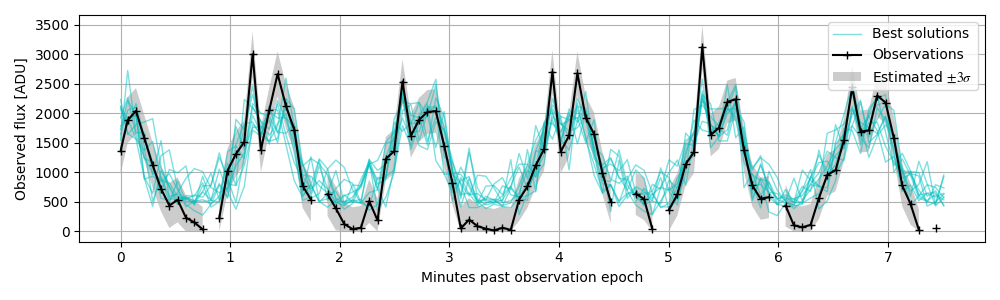 3500
3000
2500
2000
1500
1000
500
0
Observed flux [ADU]
Best solutions
Observations
Estimated ±3σ
0 1 2 3 4 5 6 7
Minutes past observation epoch